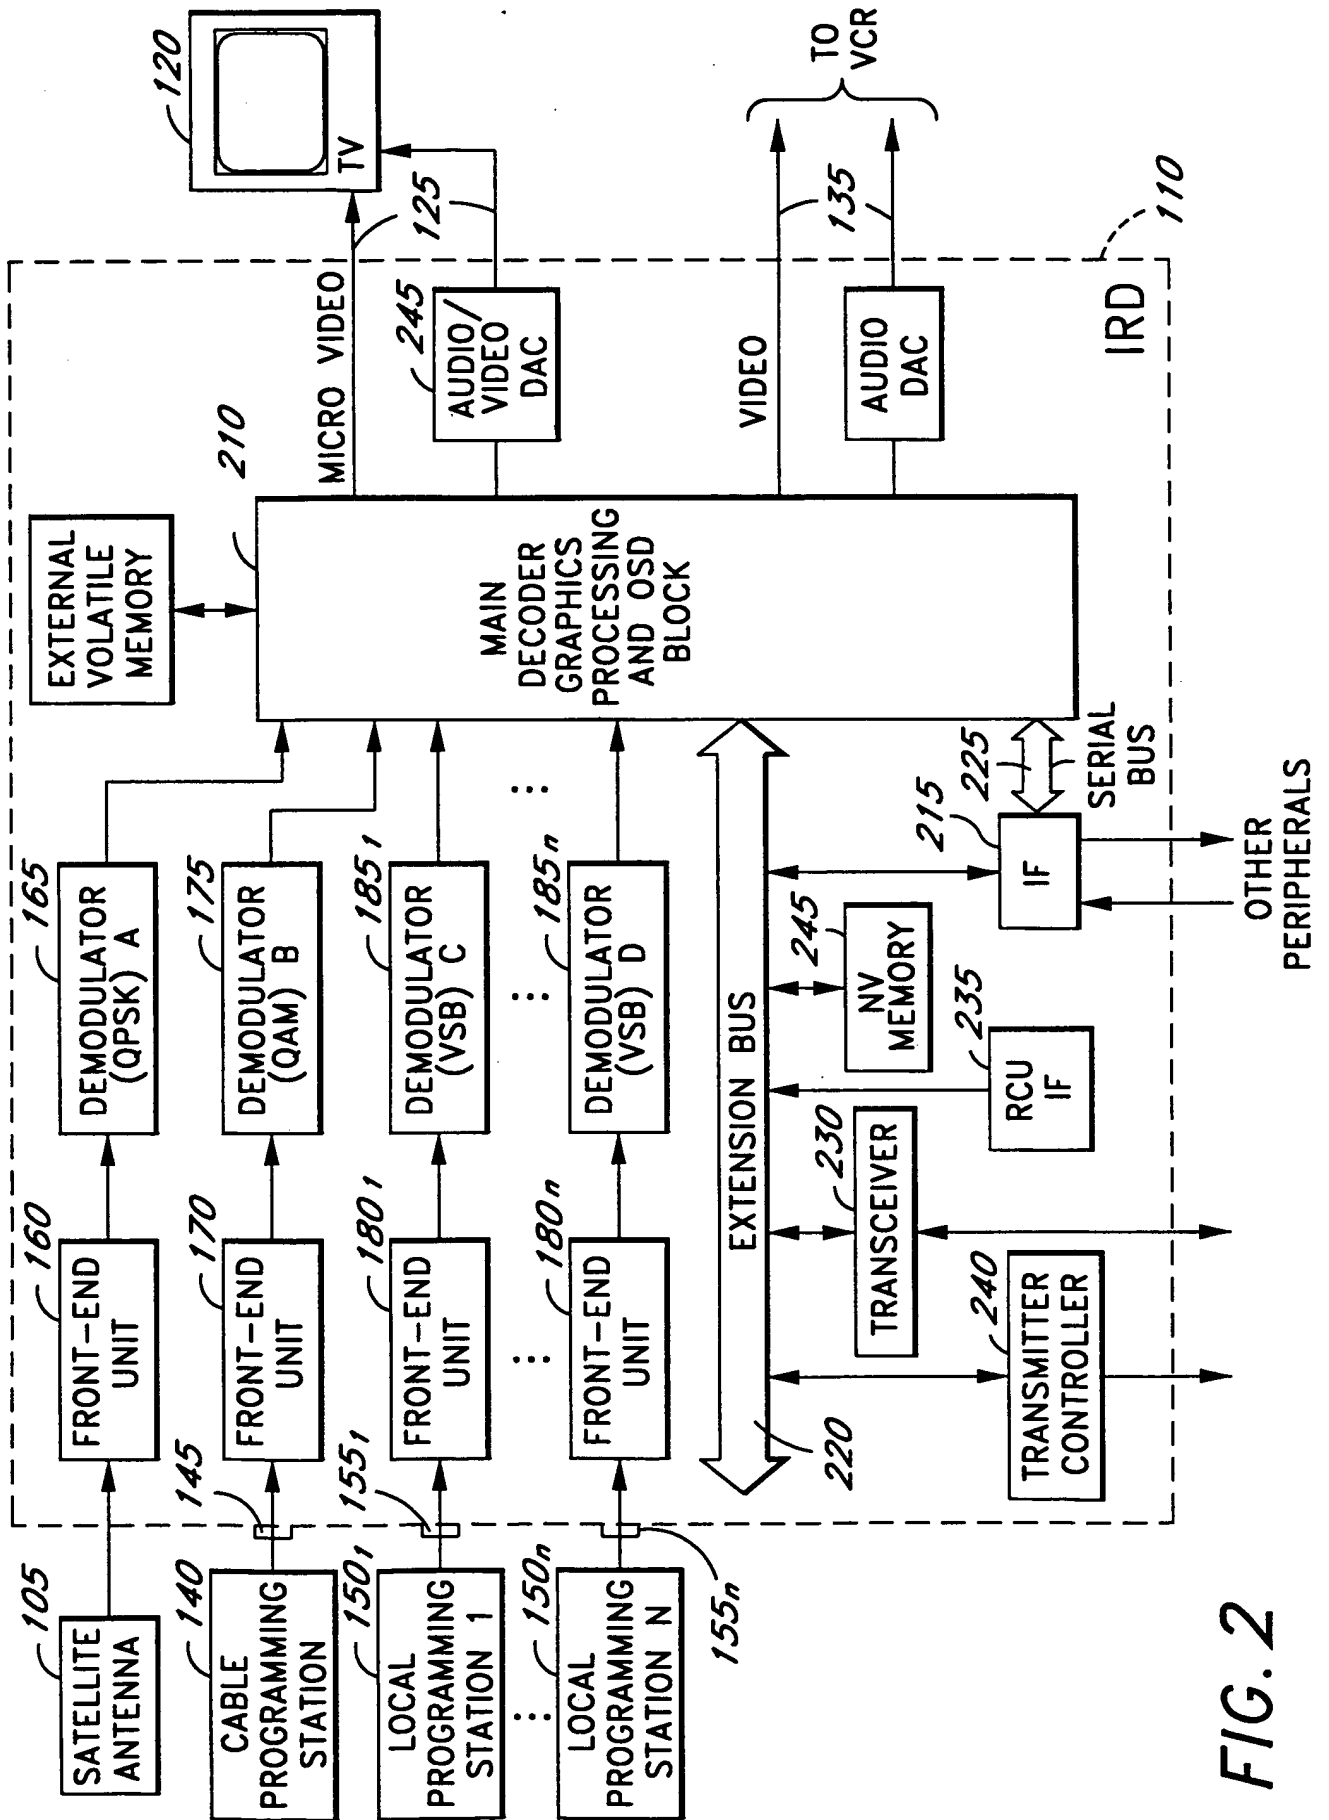 105
SATELLITE
ANTENNA
160
FRONT-END
UNIT
165
DEMODULATOR
(QPSK) A
EXTERNAL
VOLATILE
MEMORY
120
TV
140
CABLE
PROGRAMMING
STATION
145
170
FRONT-END
UNIT
175
DEMODULATOR
(QAM) B
210
MICRO VIDEO
125
150₁
LOCAL
PROGRAMMING
STATION 1
155₁
180₁
FRONT-END
UNIT
185₁
DEMODULATOR
(VSB) C
MAIN
DECODER
GRAPHICS
PROCESSING
AND OSD
BLOCK
245
AUDIO/
VIDEO
DAC
150ₙ
LOCAL
PROGRAMMING
STATION N
155ₙ
180ₙ
FRONT-END
UNIT
185ₙ
DEMODULATOR
(VSB) D
VIDEO
135
TO
VCR
EXTENSION BUS
220
AUDIO
DAC
230
TRANSCEIVER
245
NV
MEMORY
215
IF
225
SERIAL
BUS
240
TRANSMITTER
CONTROLLER
235
RCU
IF
IRD
110
OTHER
PERIPHERALS
FIG. 2